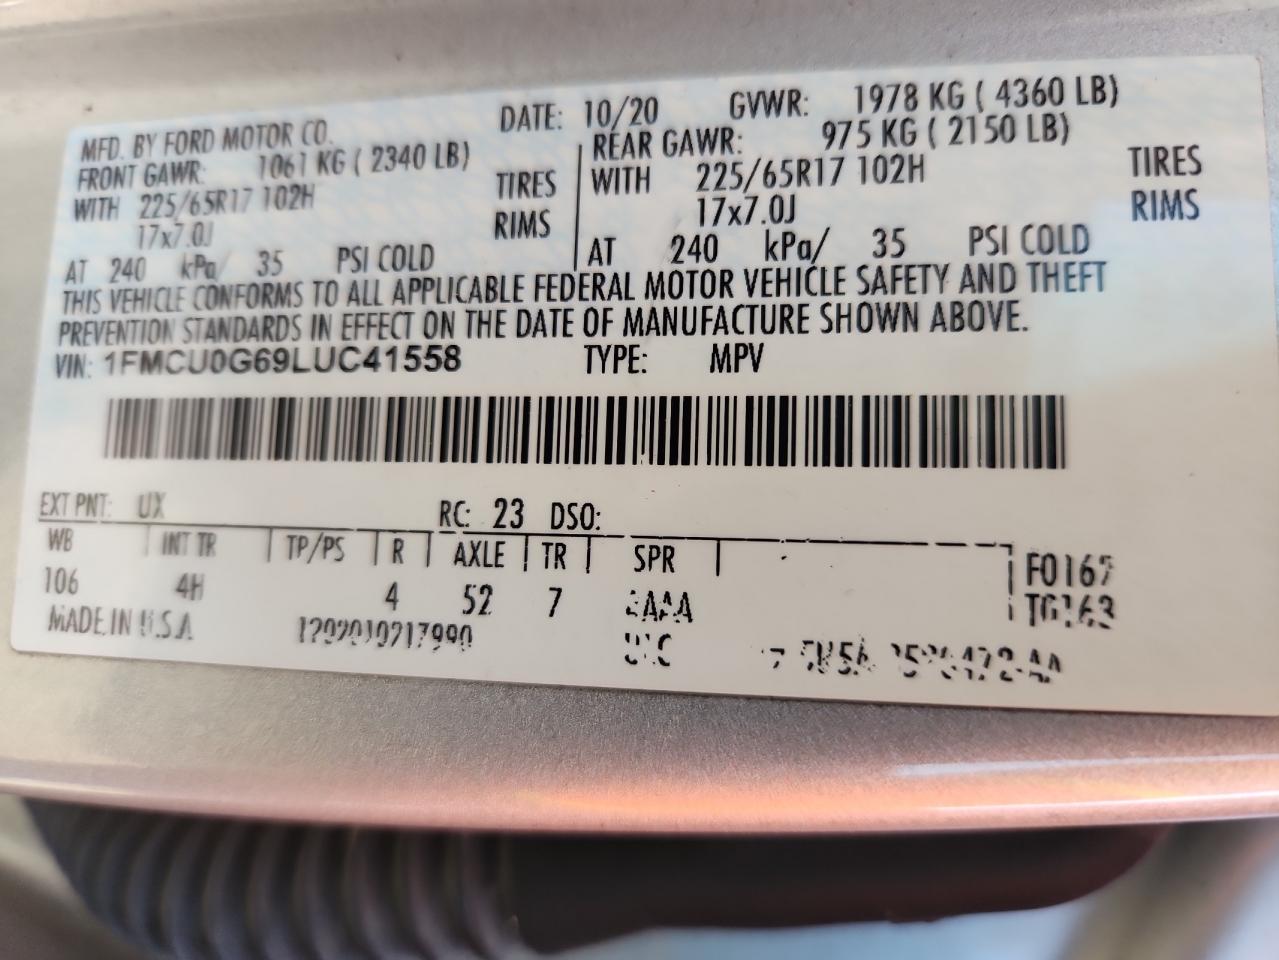 MFD. BY FORD MOTOR CO. DATE: 10/20 GVWR: 1978 KG ( 4360 LB)
FRONT GAWR: 1061 KG ( 2340 LB) REAR GAWR: 975 KG ( 2150 LB)
WITH 225/65R17 102H TIRES WITH 225/65R17 102H TIRES
17x7.0J RIMS 17x7.0J RIMS
AT 240 kPa/ 35 PSI COLD AT 240 kPa/ 35 PSI COLD
THIS VEHICLE CONFORMS TO ALL APPLICABLE FEDERAL MOTOR VEHICLE SAFETY AND THEFT
PREVENTION STANDARDS IN EFFECT ON THE DATE OF MANUFACTURE SHOWN ABOVE.
VIN: 1FMCU0G69LUC41558 TYPE: MPV
EXT PNT: UX RC: 23 DSO:
WB INT TR TP/PS R AXLE TR SPR
106 4H 4 52 7
MADE IN U.S.A